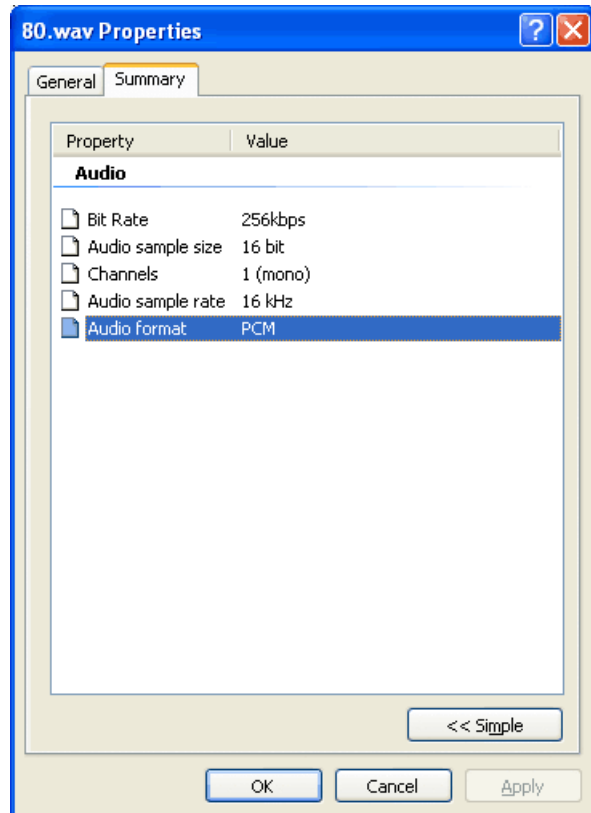 80.wav Properties
General Summary
Property Value
Audio
Bit Rate 256kbps
Audio sample size 16 bit
Channels 1 (mono)
Audio sample rate 16 kHz
Audio format PCM
<< Simple
OK Cancel Apply